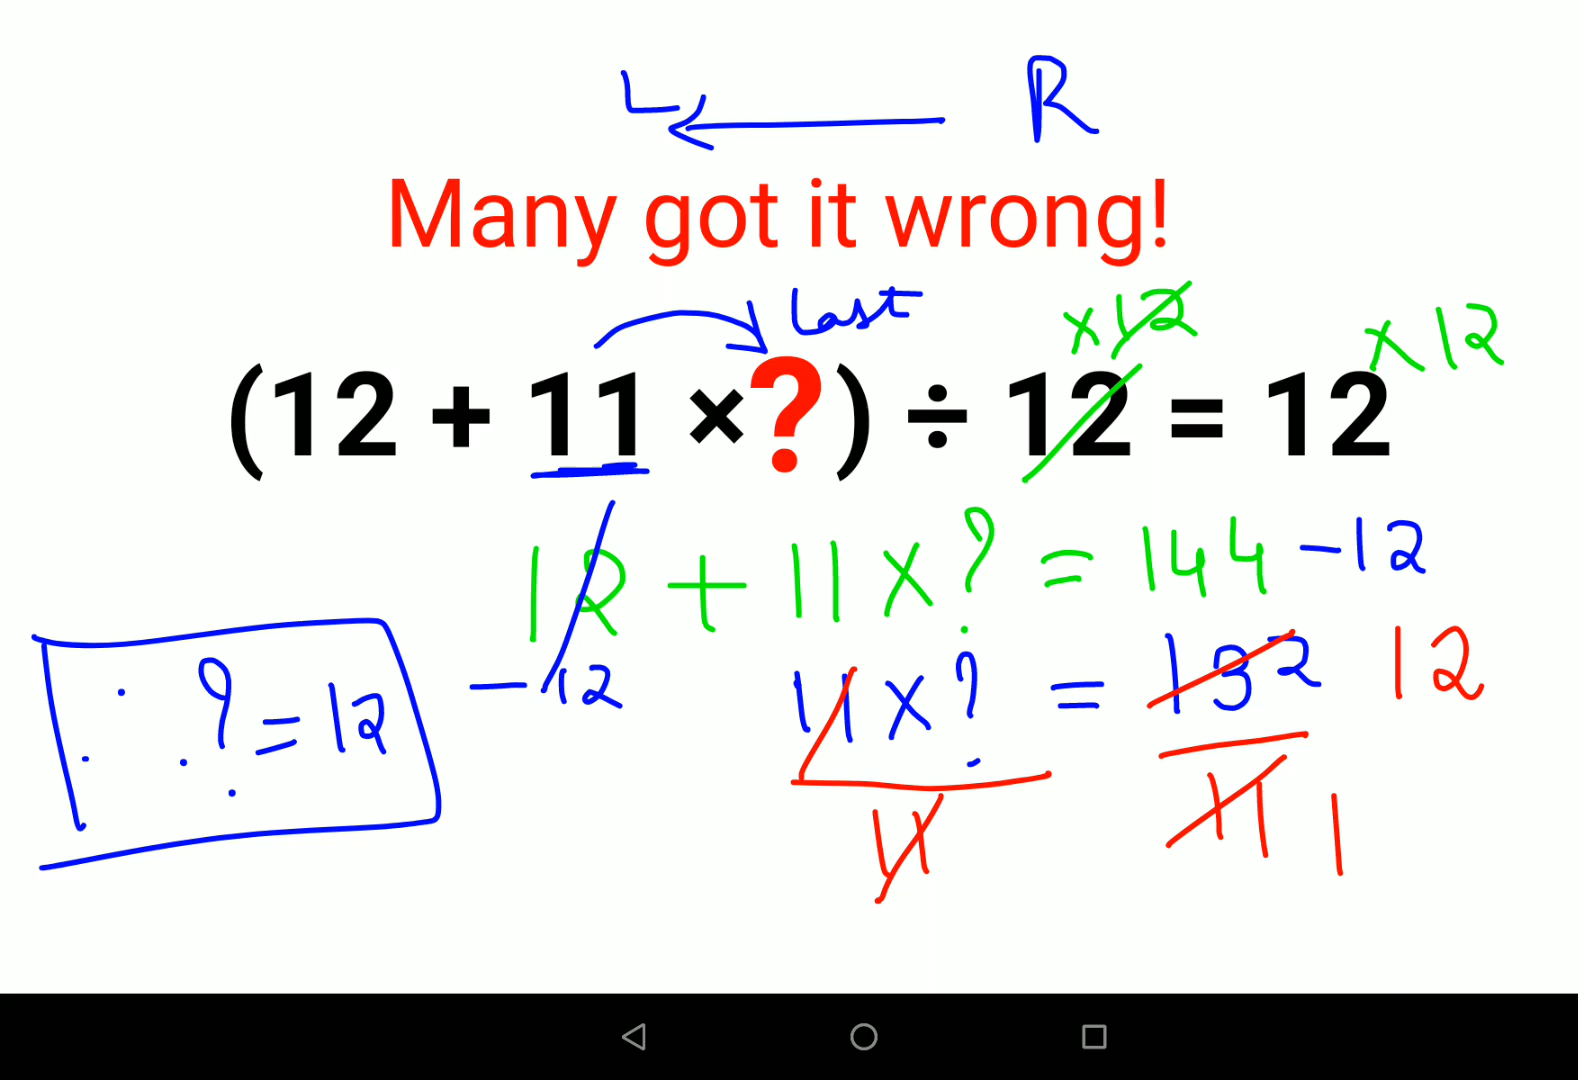 L R
Many got it wrong!
Last ×12 ×12
(12 + 11 ×?) ÷ 12 = 12
12 + 11 × ? = 144 - 12
- 12 11 × ? = 132 12
? = 12
11 11 1